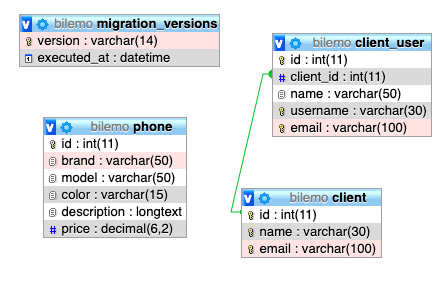 bilemo migration_versions
version : varchar(14)
executed_at : datetime
bilemo client_user
id : int(11)
client_id : int(11)
name : varchar(50)
username : varchar(30)
email : varchar(100)
bilemo phone
id : int(11)
brand : varchar(50)
model : varchar(50)
color : varchar(15)
description : longtext
price : decimal(6,2)
bilemo client
id : int(11)
name : varchar(30)
email : varchar(100)